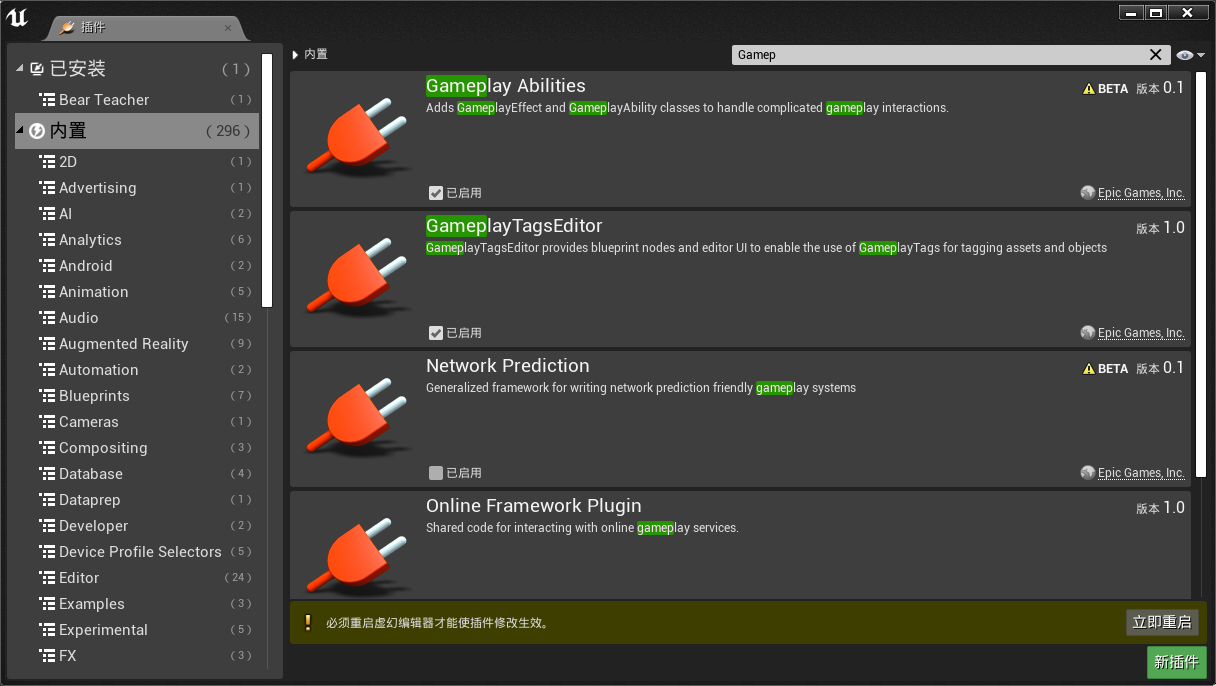 插件
已安装 ( 1 )
Bear Teacher ( 1 )
内置 ( 296 )
2D ( 1 )
Advertising ( 1 )
AI ( 2 )
Analytics ( 6 )
Android ( 2 )
Animation ( 5 )
Audio ( 15 )
Augmented Reality ( 9 )
Automation ( 2 )
Blueprints ( 7 )
Cameras ( 1 )
Compositing ( 3 )
Database ( 4 )
Dataprep ( 1 )
Developer ( 2 )
Device Profile Selectors ( 5 )
Editor ( 24 )
Examples ( 3 )
Experimental ( 5 )
FX ( 3 )
内置
Gamep
Gameplay Abilities
BETA 版本 0.1
Adds GameplayEffect and GameplayAbility classes to handle complicated gameplay interactions.
已启用
Epic Games, Inc.
GameplayTagsEditor
版本 1.0
GameplayTagsEditor provides blueprint nodes and editor UI to enable the use of GameplayTags for tagging assets and objects
已启用
Epic Games, Inc.
Network Prediction
BETA 版本 0.1
Generalized framework for writing network prediction friendly gameplay systems
已启用
Epic Games, Inc.
Online Framework Plugin
版本 1.0
Shared code for interacting with online gameplay services.
必须重启虚幻编辑器才能使插件修改生效。
立即重启
新插件